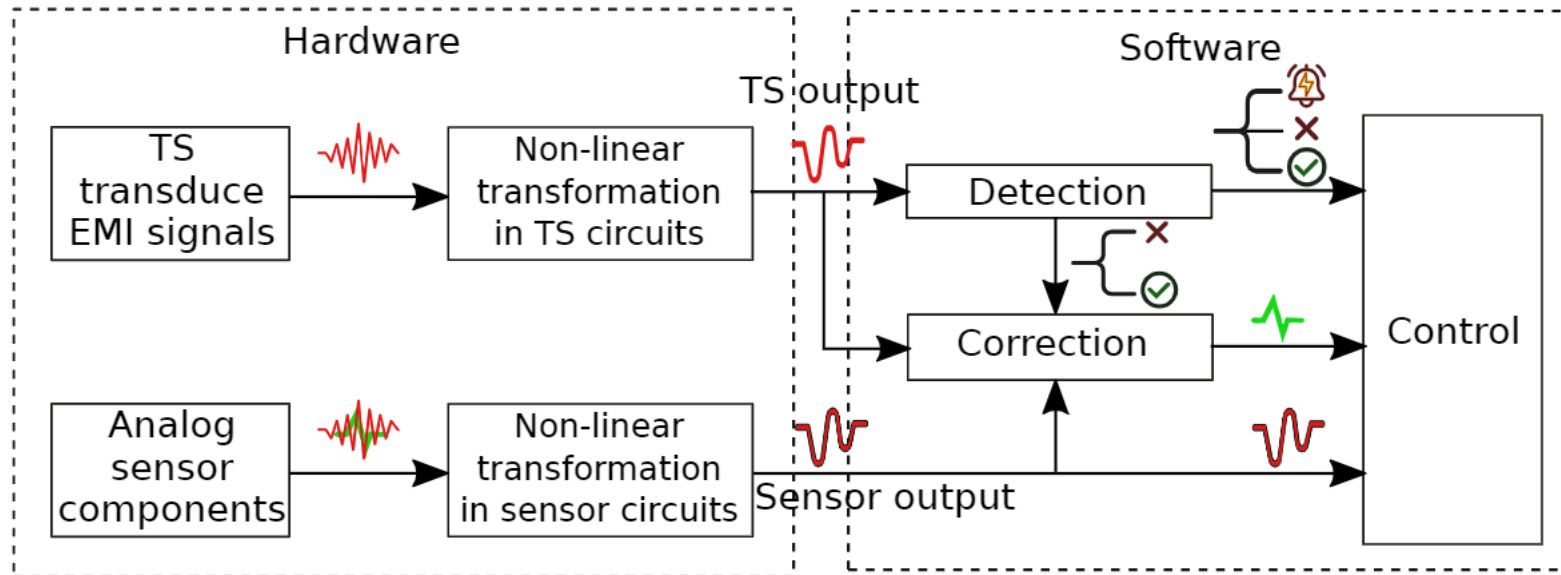 Hardware
Software
TS output
TS
transduce
EMI signals
Non-linear
transformation
in TS circuits
Detection
Correction
Control
Analog
sensor
components
Non-linear
transformation
in sensor circuits
Sensor output